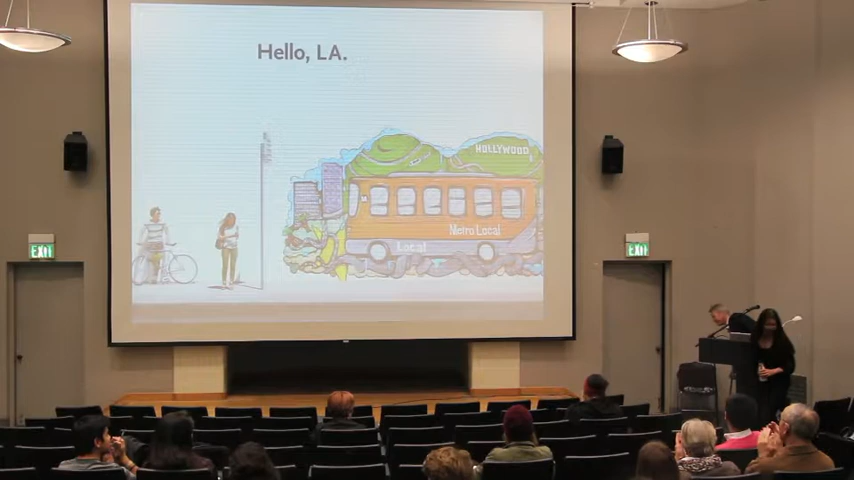 Hello, LA.
HOLLYWOOD
Metro Local
Local
EXIT
EXIT